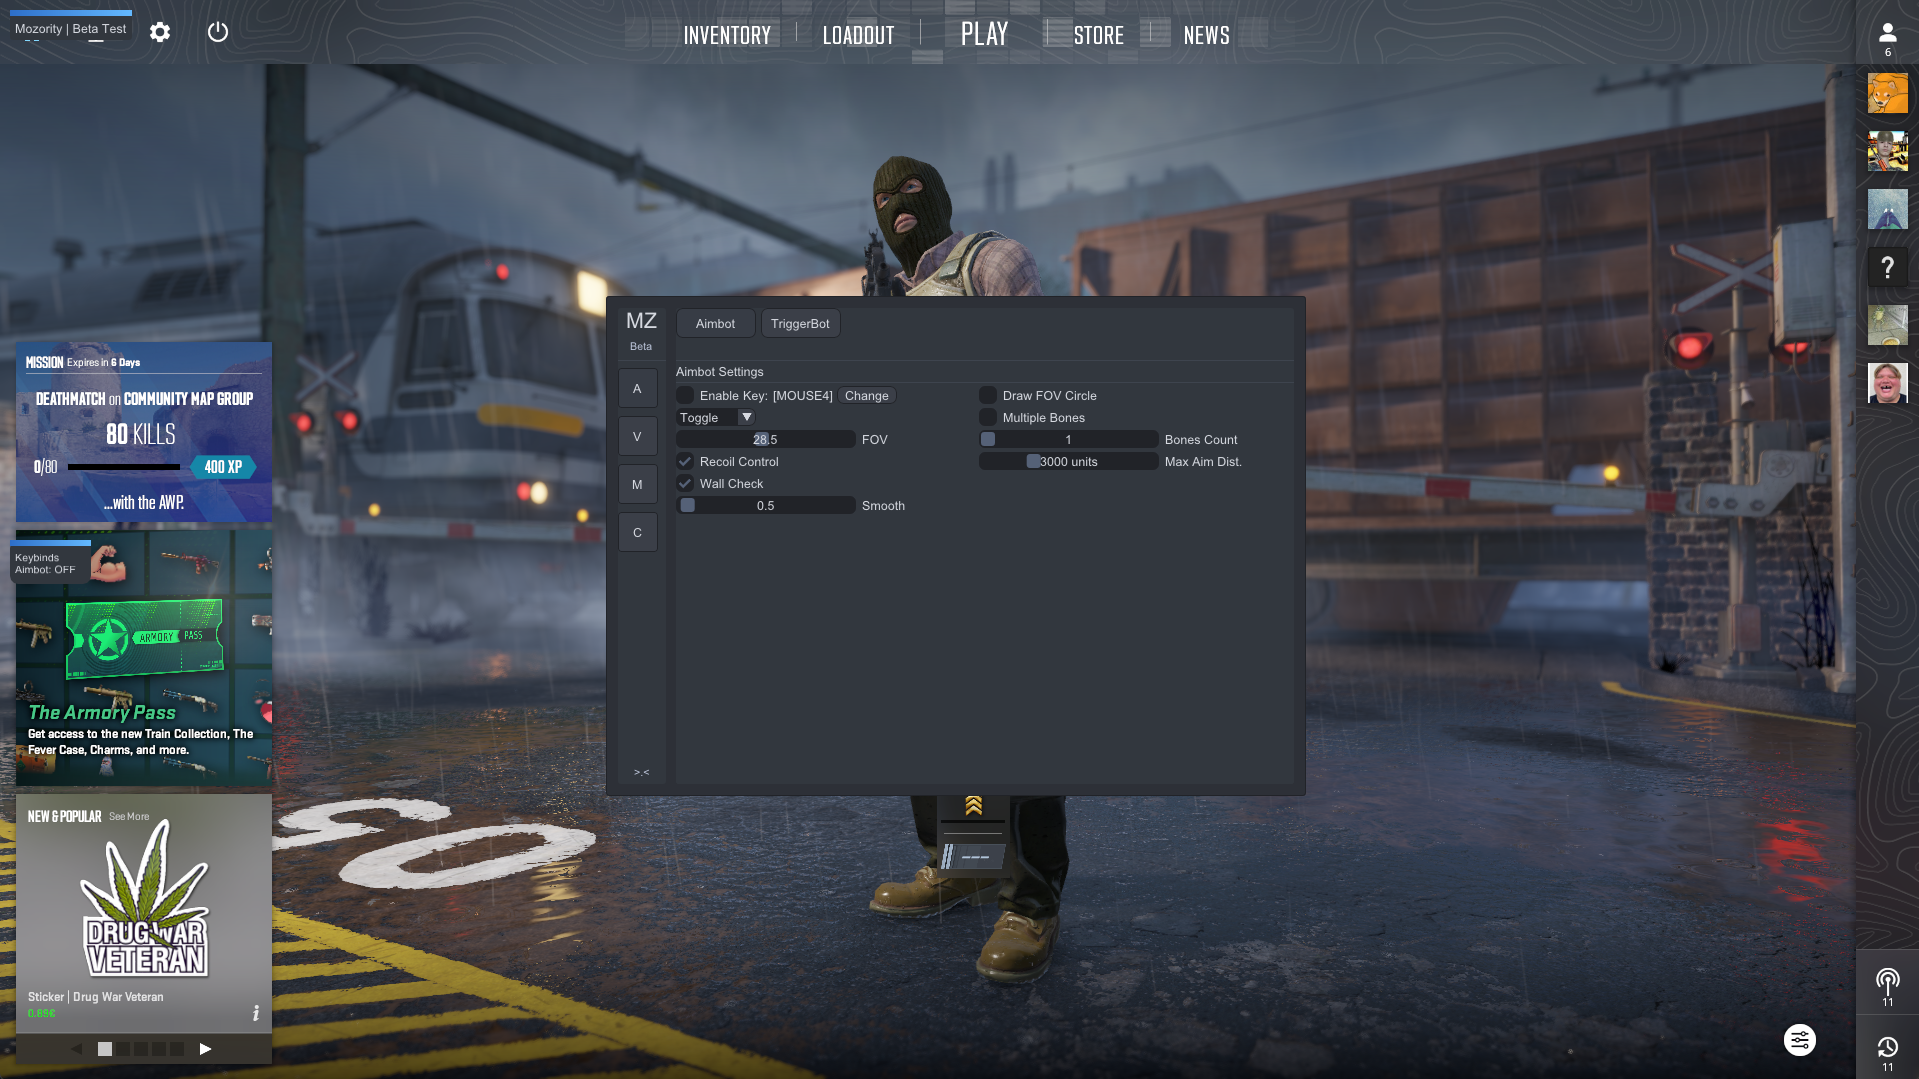 Mozority | Beta Test
INVENTORY
LOADOUT
PLAY
STORE
NEWS
6
MISSION Expires in 6 Days
DEATHMATCH on COMMUNITY MAP GROUP
80 KILLS
0/80
400 XP
...with the AWP.
Keybinds
Aimbot: OFF
ARMORY PASS
The Armory Pass
Get access to the new Train Collection, The
Fever Case, Charms, and more.
NEW & POPULAR See More
DRUG WAR
VETERAN
Sticker | Drug War Veteran
0.69€
i
MZ
Beta
A
V
M
C
>.<
Aimbot
TriggerBot
Aimbot Settings
Enable Key: [MOUSE4] Change
Toggle
28.5 FOV
Recoil Control
Wall Check
0.5 Smooth
Draw FOV Circle
Multiple Bones
1 Bones Count
3000 units Max Aim Dist.
---
?
11
11